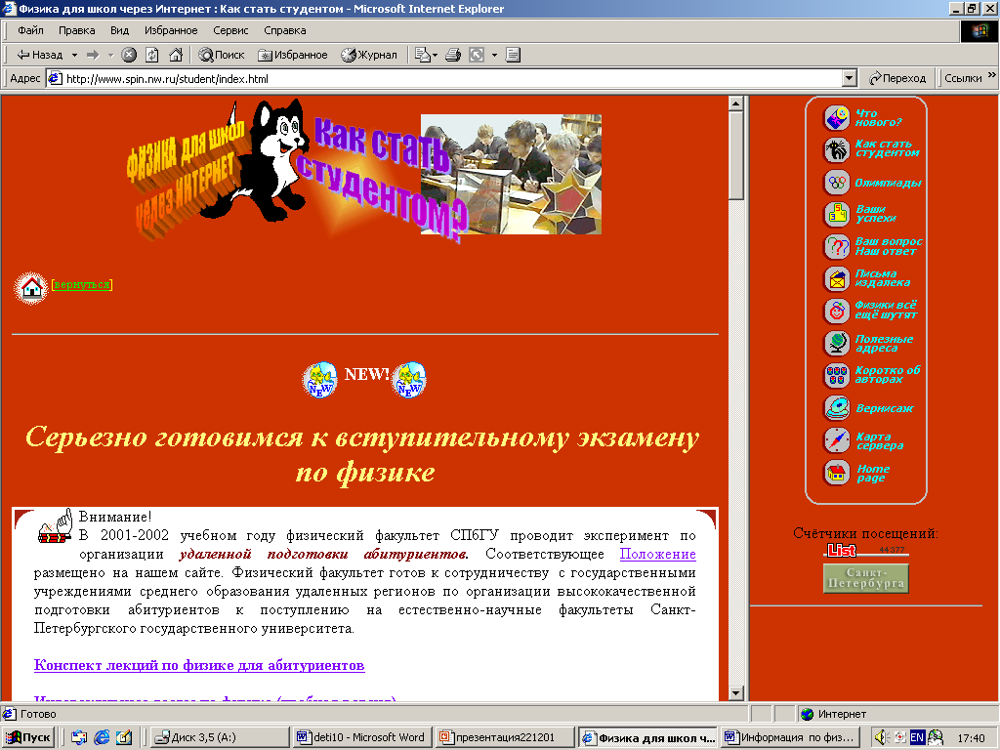 Физика для школ через Интернет : Как стать студентом - Microsoft Internet Explorer
Файл Правка Вид Избранное Сервис Справка
Назад Поиск Избранное Журнал
Адрес http://www.spin.nw.ru/student/index.html Переход Ссылки »
ФИЗИКА для школ
через ИНТЕРНЕТ
как стать
студентом?
[вернуться]
NEW!
NEW NEW
Серьезно готовимся к вступительному экзамену
по физике
Внимание!
В 2001-2002 учебном году физический факультет СПбГУ проводит эксперимент по
организации удаленной подготовки абитуриентов. Соответствующее Положение
размещено на нашем сайте. Физический факультет готов к сотрудничеству с государственными
учреждениями среднего образования удаленных регионов по организации высококачественной
подготовки абитуриентов к поступлению на естественно-научные факультеты Санкт-
Петербургского государственного университета.
Конспект лекций по физике для абитуриентов
Что
нового?
Как стать
студентом
Олимпиады
Ваши
успехи
Ваш вопрос
Наш ответ
Письма
издалека
Физики всё
ещё шутят
Полезные
адреса
Коротко об
авторах
Вернисаж
Карта
сервера
Home
page
Счётчики посещений:
List 44377
Санкт-
Петербурга
Готово Интернет
Пуск Диск 3,5 (A:) deti10 - Microsoft Word презентация221201 Физика для школ ч... Информация по физ... EN 17:40